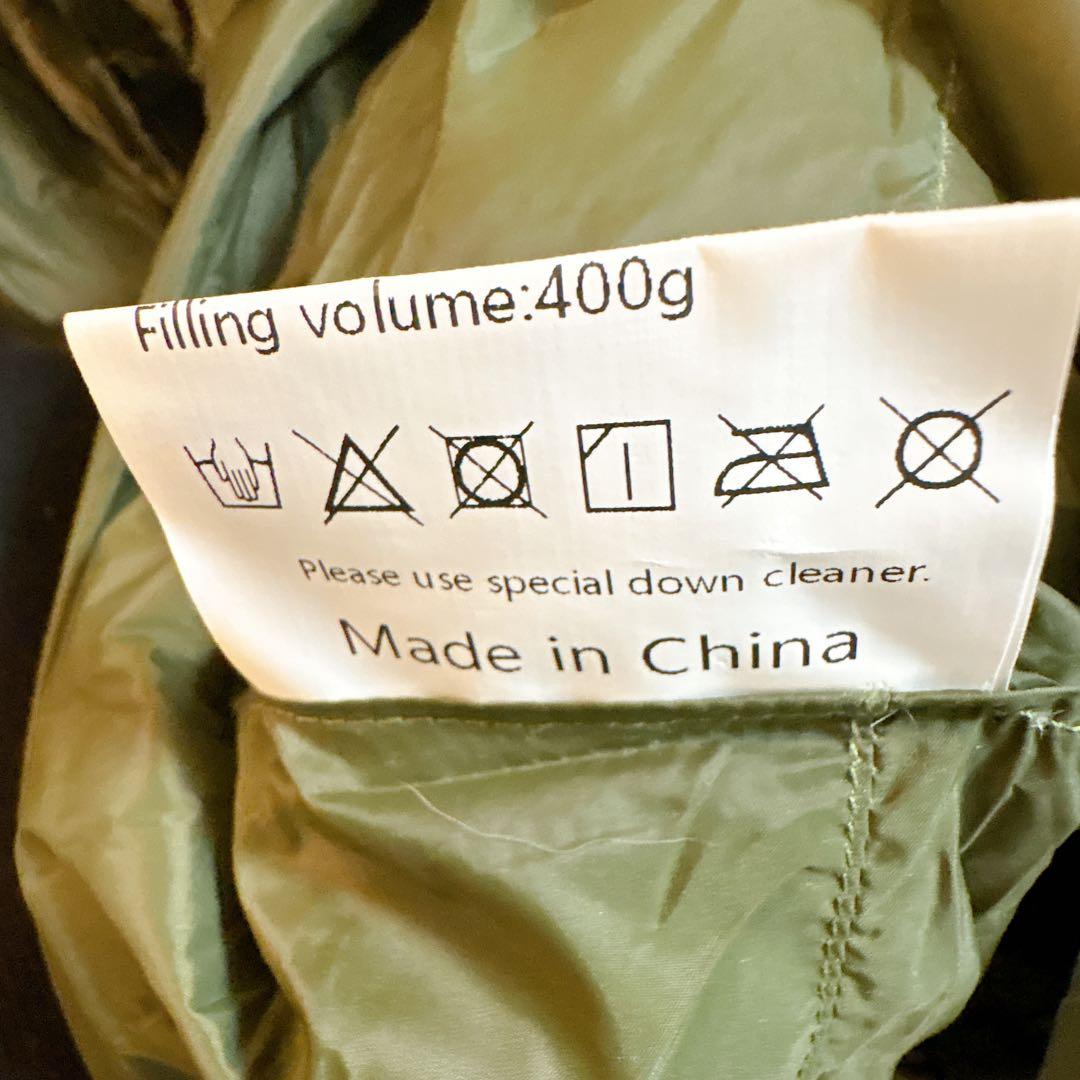 Filling volume:400g
Please use special down cleaner.
Made in China